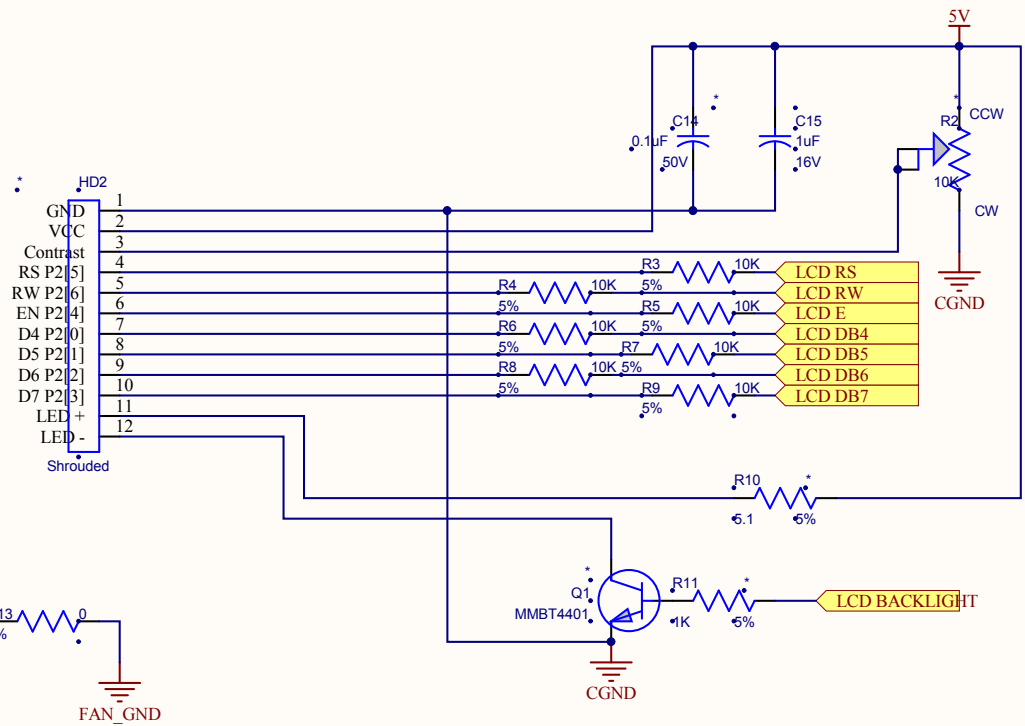 5V
*
*
C14
C15
CCW
R2
0.1uF
1uF
50V
16V
10K
CW
*
HD2
GND 1
VCC 2
Contrast 3
RS P2[5] 4
RW P2[6] 5
EN P2[4] 6
D4 P2[0] 7
D5 P2[1] 8
D6 P2[2] 9
D7 P2[3] 10
LED + 11
LED - 12
Shrouded
CGND
R3 10K LCD RS
5%
R4 10K LCD RW
5%
R5 10K LCD E
5%
R6 10K LCD DB4
5%
R7 10K LCD DB5
5%
R8 10K LCD DB6
5%
R9 10K LCD DB7
5%
R10 *
5.1 5%
*
Q1
MMBT4401
R11 *
1K 5%
LCD BACKLIGHT
CGND
13 0
%
FAN_GND